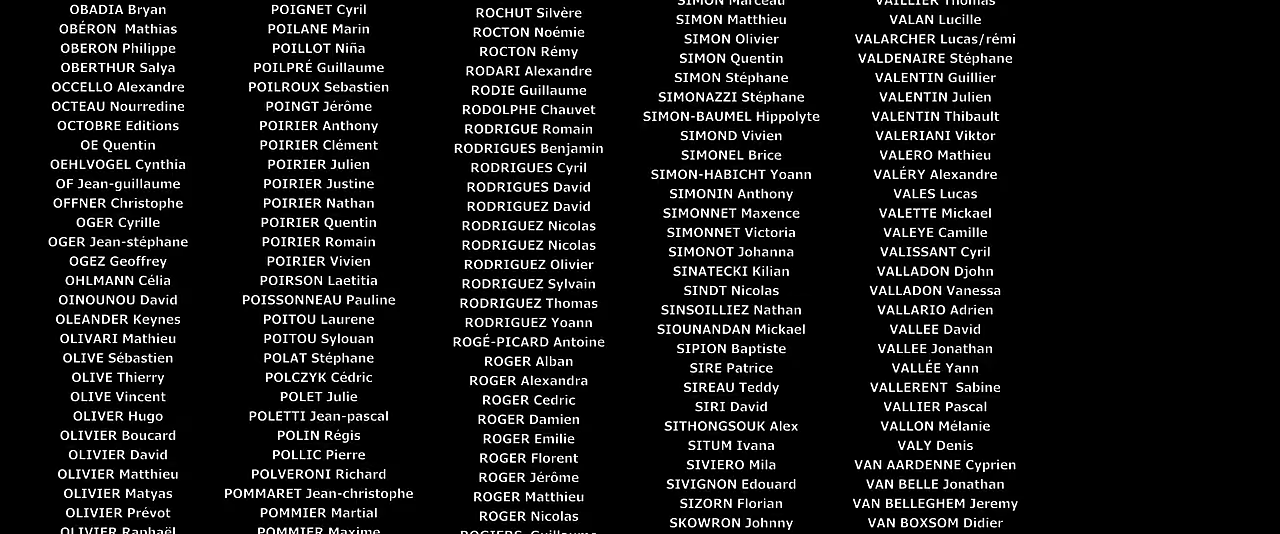 OBADIA Bryan
OBÉRON  Mathias
OBERON Philippe
OBERTHUR Salya
OCCELLO Alexandre
OCTEAU Nourredine
OCTOBRE Editions
OE Quentin
OEHLVOGEL Cynthia
OF Jean-guillaume
OFFNER Christophe
OGER Cyrille
OGER Jean-stéphane
OGEZ Geoffrey
OHLMANN Célia
OINOUNOU David
OLEANDER Keynes
OLIVARI Mathieu
OLIVE Sébastien
OLIVE Thierry
OLIVE Vincent
OLIVER Hugo
OLIVIER Boucard
OLIVIER David
OLIVIER Matthieu
OLIVIER Matyas
OLIVIER Prévot
OLIVIER Raphaël
POIGNET Cyril
POILANE Marin
POILLOT Niña
POILPRÉ Guillaume
POILROUX Sebastien
POINGT Jérôme
POIRIER Anthony
POIRIER Clément
POIRIER Julien
POIRIER Justine
POIRIER Nathan
POIRIER Quentin
POIRIER Romain
POIRIER Vivien
POIRSON Laetitia
POISSONNEAU Pauline
POITOU Laurene
POITOU Sylouan
POLAT Stéphane
POLCZYK Cédric
POLET Julie
POLETTI Jean-pascal
POLIN Régis
POLLIC Pierre
POLVERONI Richard
POMMARET Jean-christophe
POMMIER Martial
POMMIER Maxime
ROCHUT Silvère
ROCTON Noémie
ROCTON Rémy
RODARI Alexandre
RODIE Guillaume
RODOLPHE Chauvet
RODRIGUE Romain
RODRIGUES Benjamin
RODRIGUES Cyril
RODRIGUES David
RODRIGUEZ David
RODRIGUEZ Nicolas
RODRIGUEZ Nicolas
RODRIGUEZ Olivier
RODRIGUEZ Sylvain
RODRIGUEZ Thomas
RODRIGUEZ Yoann
ROGÉ-PICARD Antoine
ROGER Alban
ROGER Alexandra
ROGER Cedric
ROGER Damien
ROGER Emilie
ROGER Florent
ROGER Jérôme
ROGER Matthieu
ROGER Nicolas
ROGIERS  Guillaume
SIMON Marceau
SIMON Matthieu
SIMON Olivier
SIMON Quentin
SIMON Stéphane
SIMONAZZI Stéphane
SIMON-BAUMEL Hippolyte
SIMOND Vivien
SIMONEL Brice
SIMON-HABICHT Yoann
SIMONIN Anthony
SIMONNET Maxence
SIMONNET Victoria
SIMONOT Johanna
SINATECKI Kilian
SINDT Nicolas
SINSOILLIEZ Nathan
SIOUNANDAN Mickael
SIPION Baptiste
SIRE Patrice
SIREAU Teddy
SIRI David
SITHONGSOUK Alex
SITUM Ivana
SIVIERO Mila
SIVIGNON Edouard
SIZORN Florian
SKOWRON Johnny
VAILLIER Thomas
VALAN Lucille
VALARCHER Lucas/rémi
VALDENAIRE Stéphane
VALENTIN Guillier
VALENTIN Julien
VALENTIN Thibault
VALERIANI Viktor
VALERO Mathieu
VALÉRY Alexandre
VALES Lucas
VALETTE Mickael
VALEYE Camille
VALISSANT Cyril
VALLADON Djohn
VALLADON Vanessa
VALLARIO Adrien
VALLEE David
VALLEE Jonathan
VALLÉE Yann
VALLERENT  Sabine
VALLIER Pascal
VALLON Mélanie
VALY Denis
VAN AARDENNE Cyprien
VAN BELLE Jonathan
VAN BELLEGHEM Jeremy
VAN BOXSOM Didier